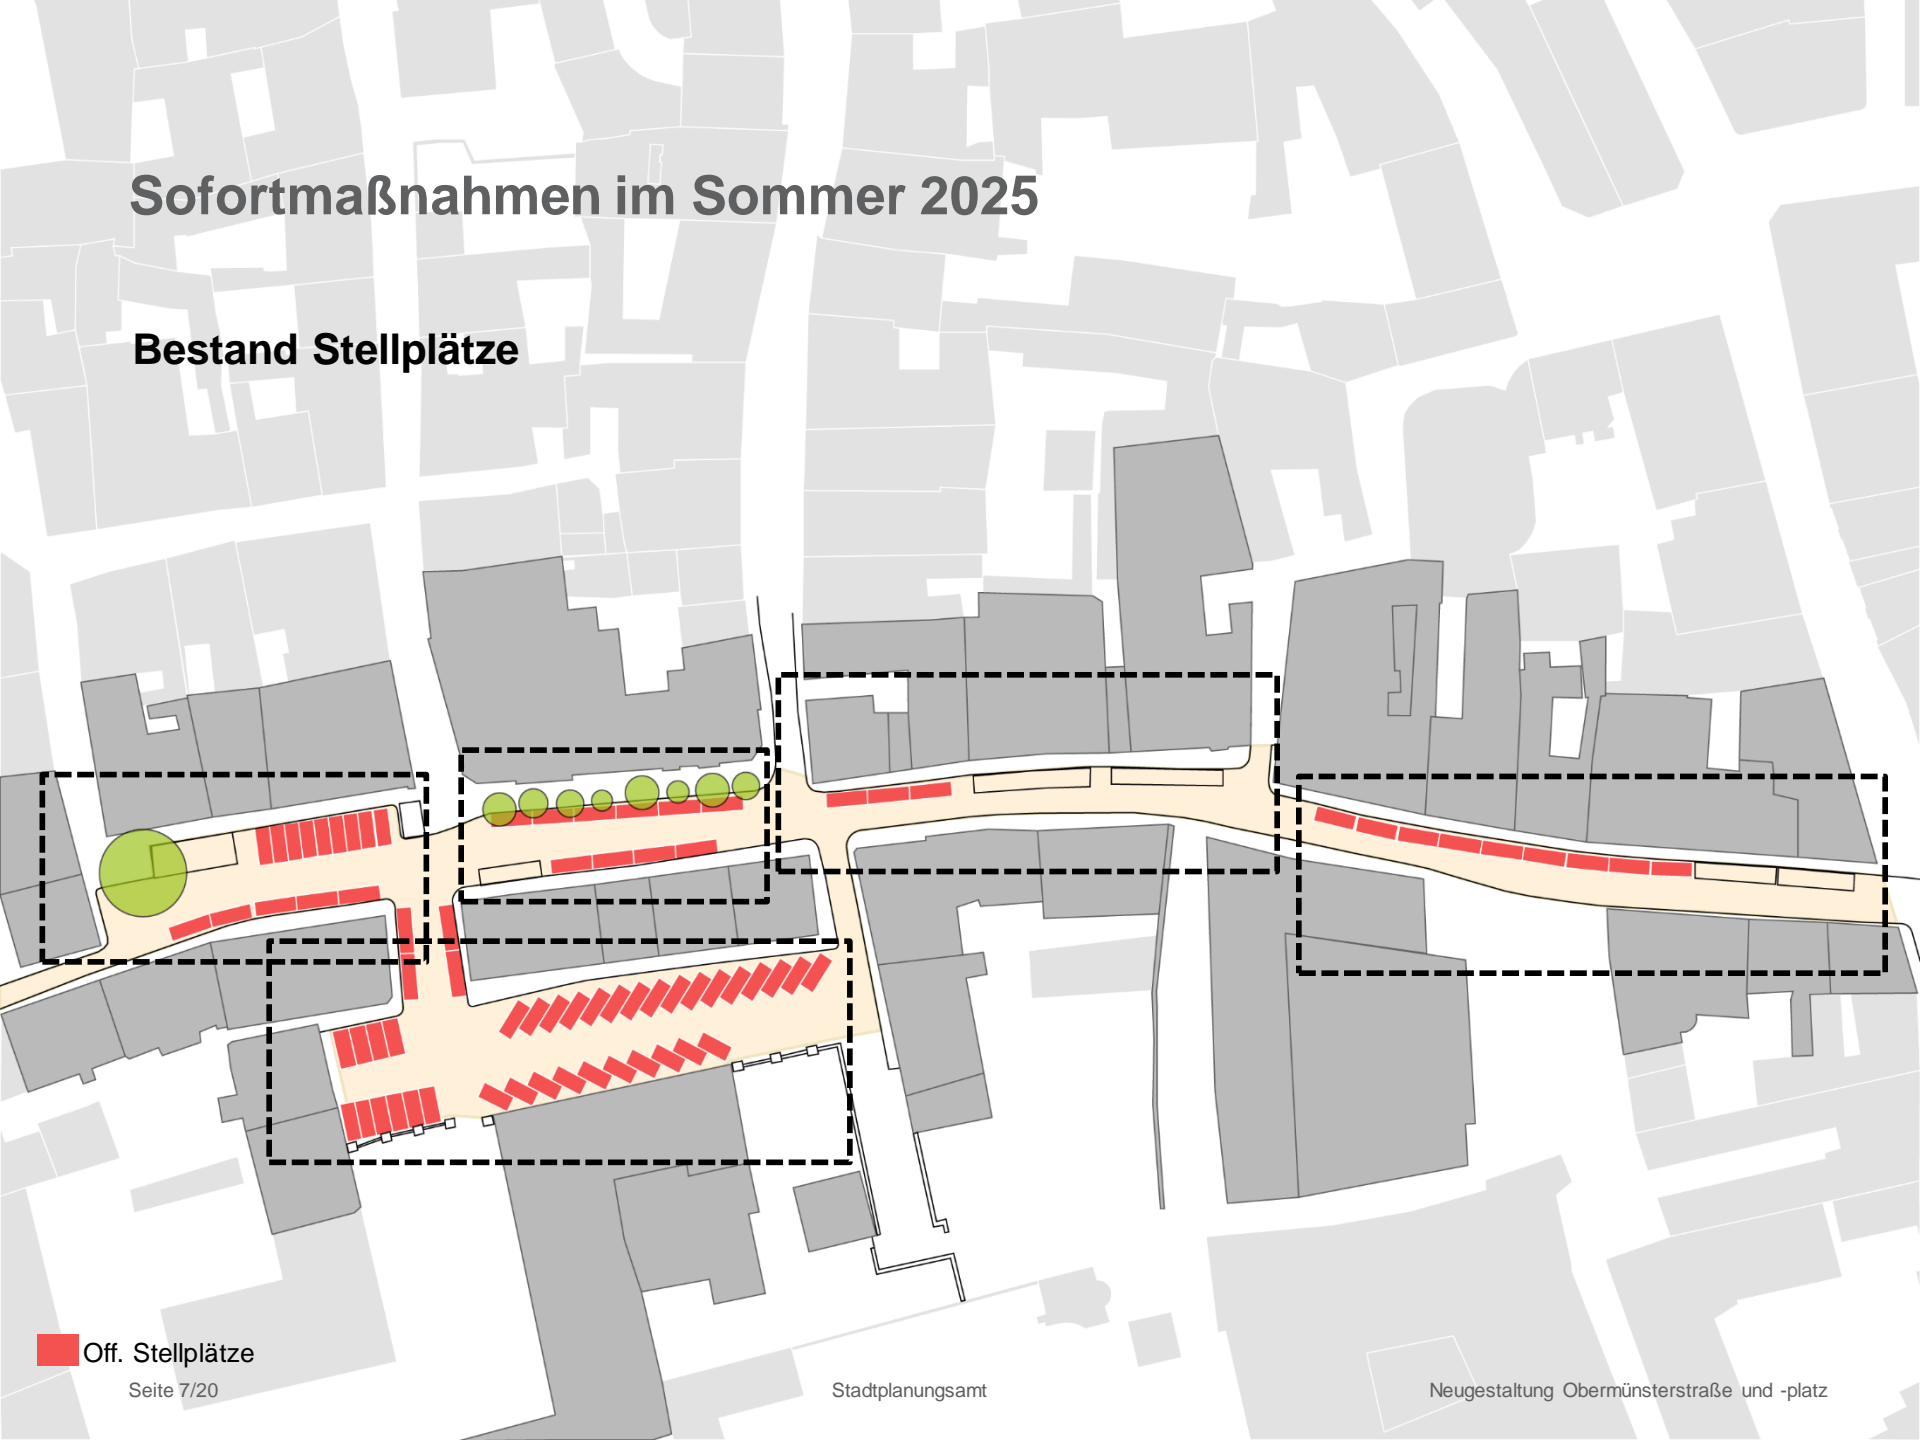 Sofortmaßnahmen im Sommer 2025
Bestand Stellplätze
Off. Stellplätze
Seite 7/20
Stadtplanungsamt
Neugestaltung Obermünsterstraße und -platz